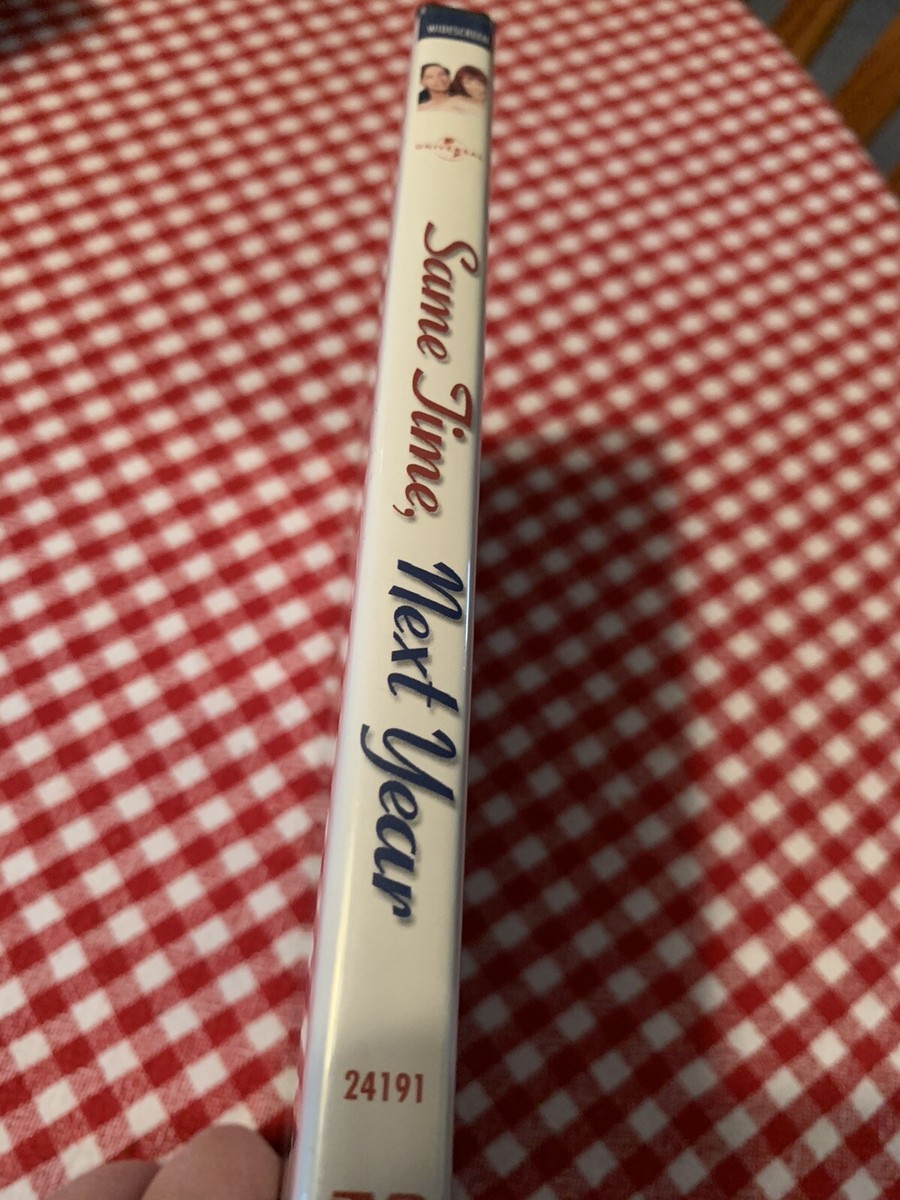 WIDESCREEN
UNIVERSAL
Same Time, Next Year
24191